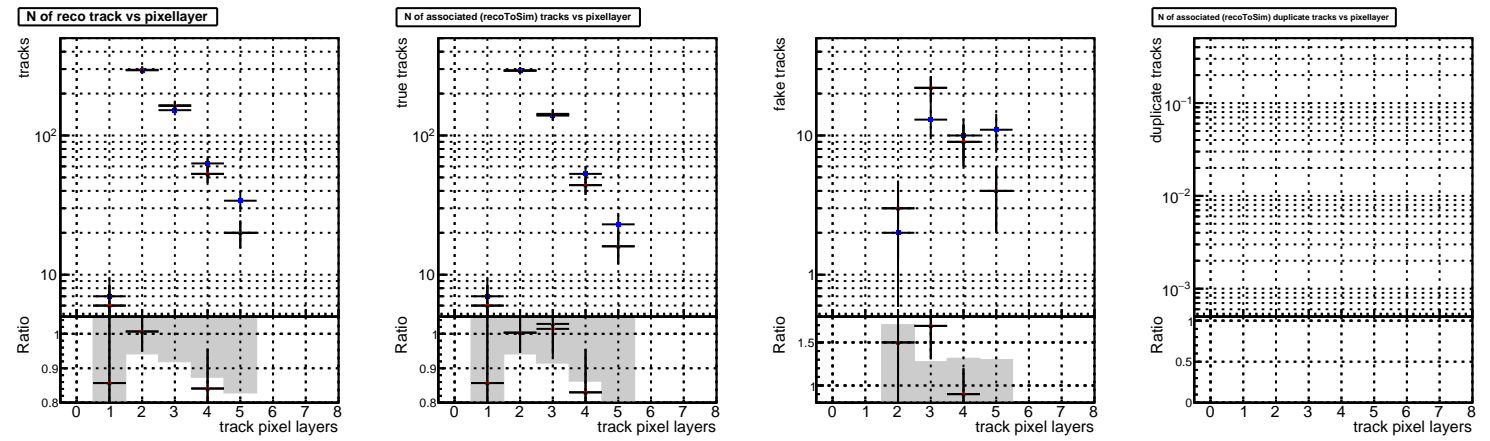 N of reco track vs pixellayer
tracks
10²
10
Ratio
1
0.9
0.8
0 1 2 3 4 5 6 7 8
track pixel layers
N of associated (recoToSim) tracks vs pixellayer
true tracks
10²
10
Ratio
1
0.9
0.8
0 1 2 3 4 5 6 7 8
track pixel layers
fake tracks
10
1
Ratio
1.5
1
0 1 2 3 4 5 6 7 8
track pixel layers
N of associated (recoToSim) duplicate tracks vs pixellayer
duplicate tracks
10⁻¹
10⁻²
10⁻³
Ratio
1
0.5
0
0 1 2 3 4 5 6 7 8
track pixel layers